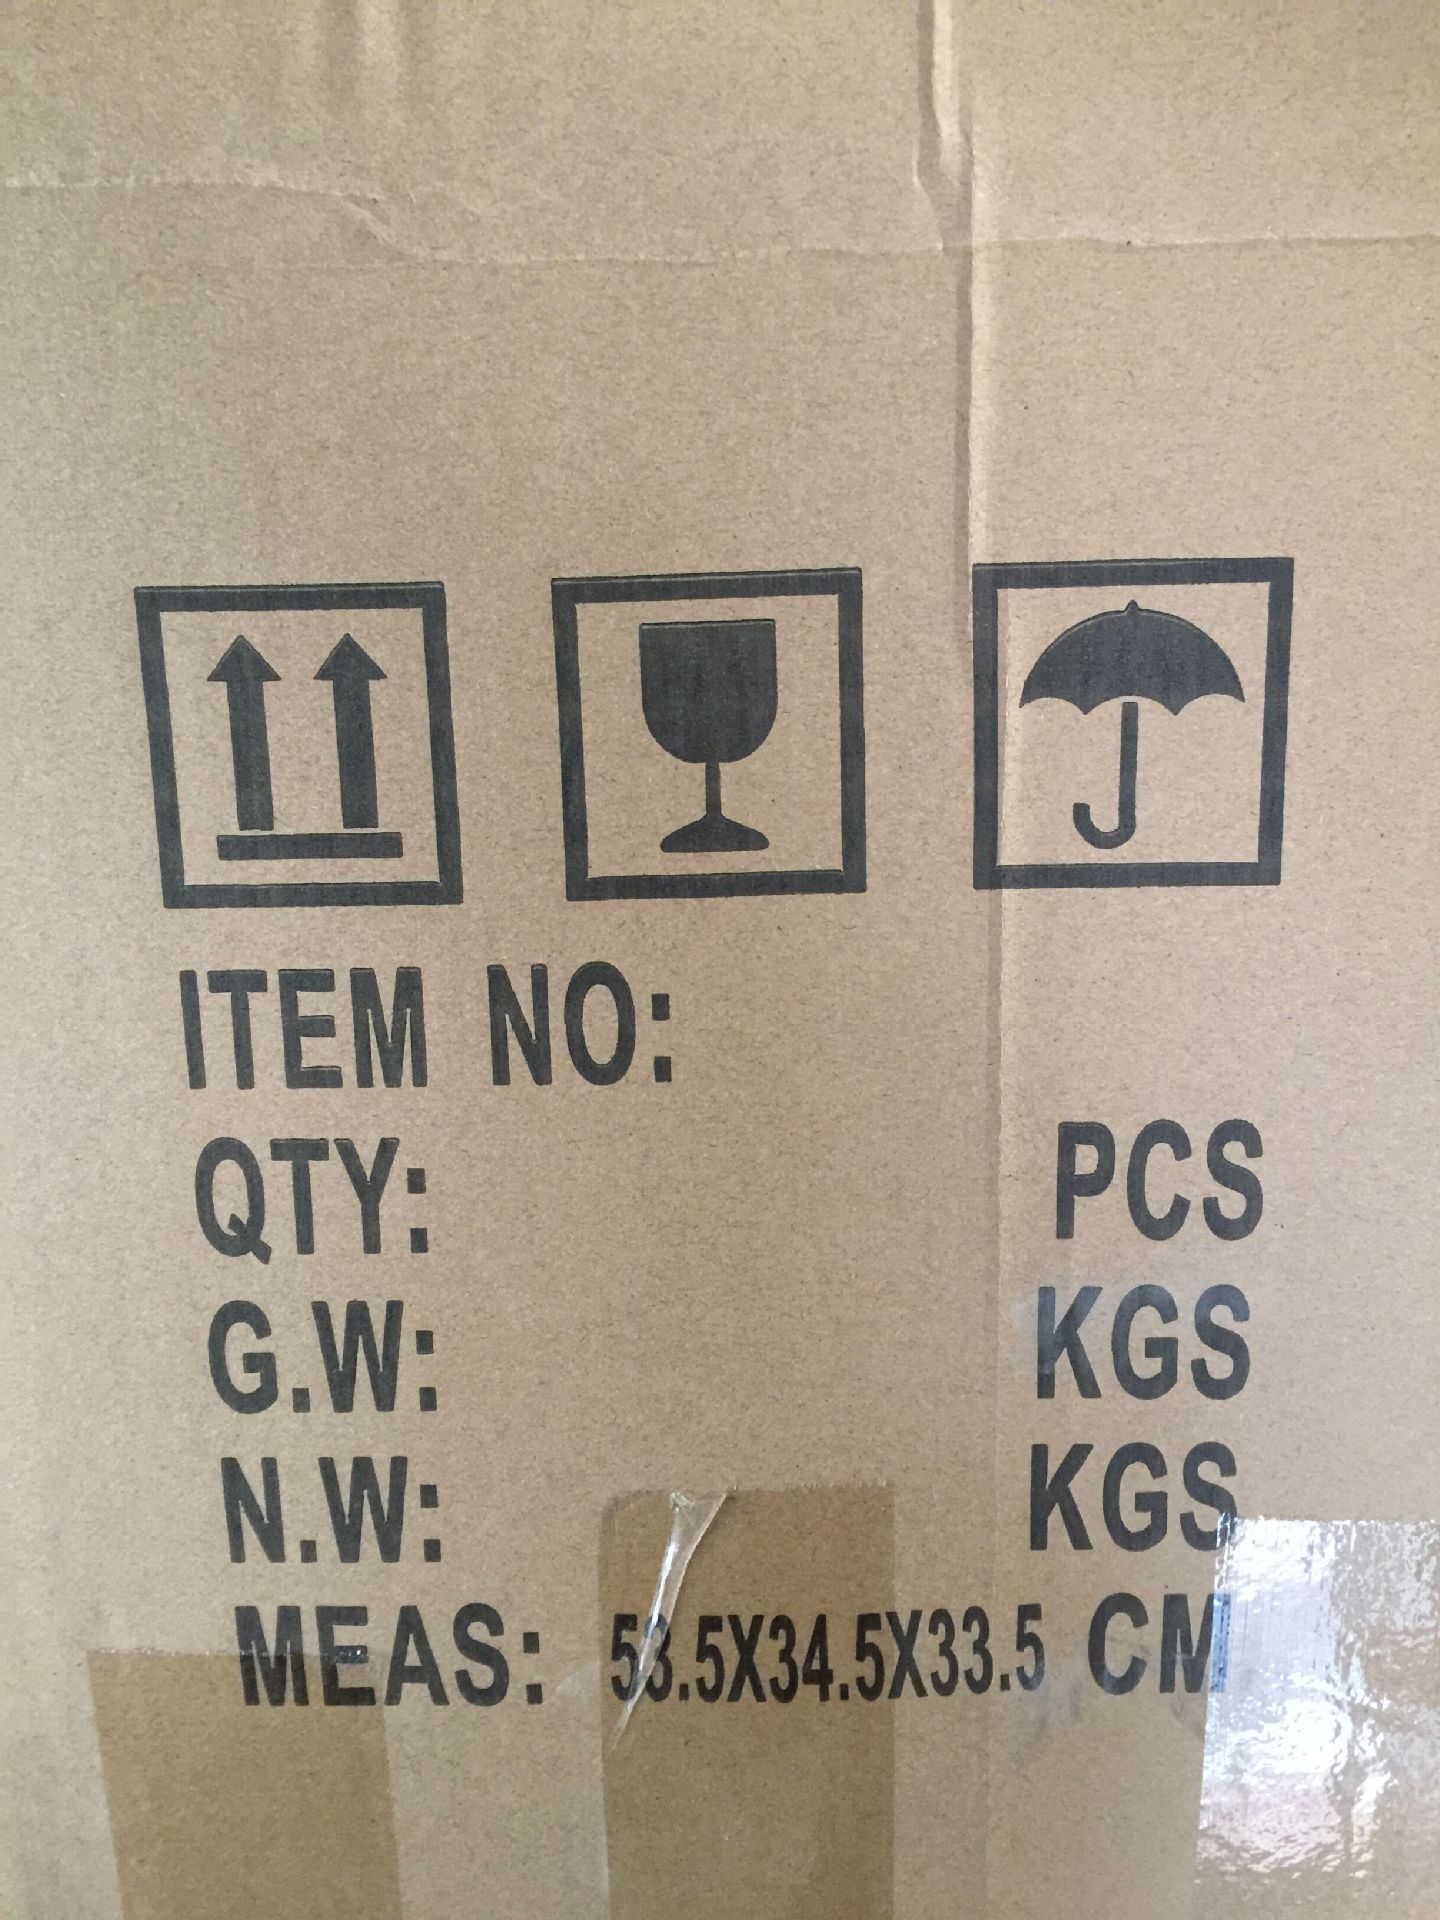 ITEM NO:
QTY: PCS
G.W: KGS
N.W: KGS
MEAS: 53.5X34.5X33.5 CM